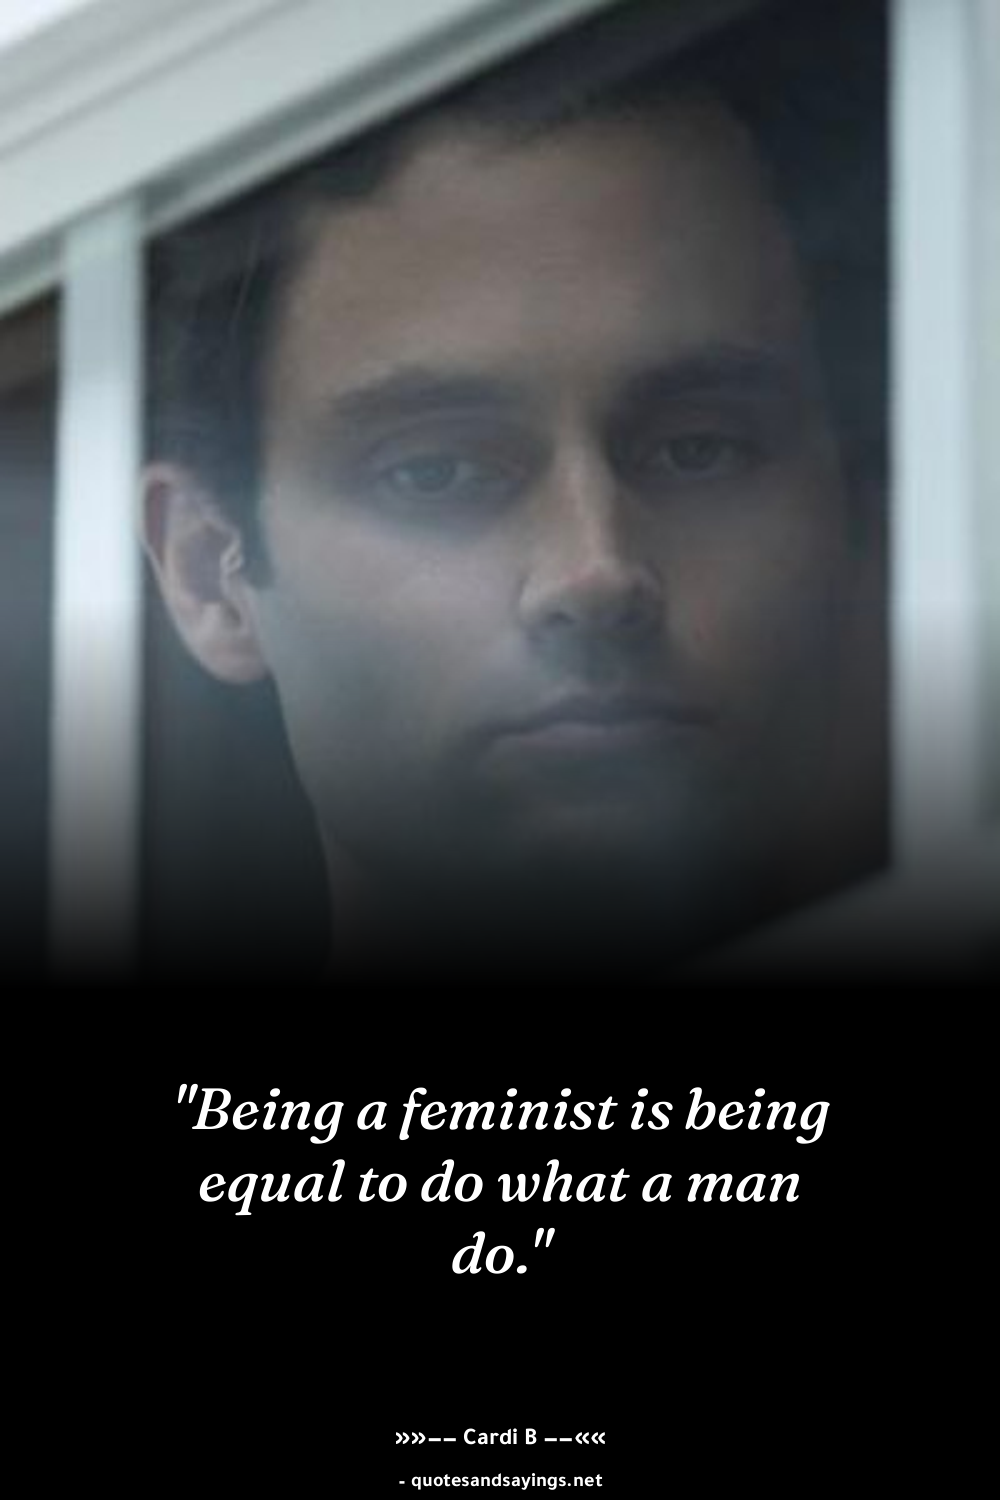 "Being a feminist is being
equal to do what a man
do."
»»–– Cardi B ––««
- quotesandsayings.net